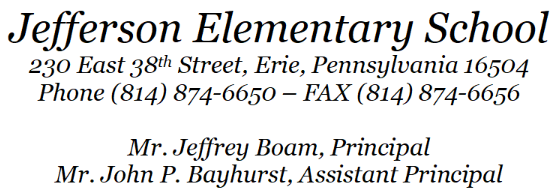 Jefferson Elementary School
230 East 38th Street, Erie, Pennsylvania 16504
Phone (814) 874-6650 – FAX (814) 874-6656
Mr. Jeffrey Boam, Principal
Mr. John P. Bayhurst, Assistant Principal